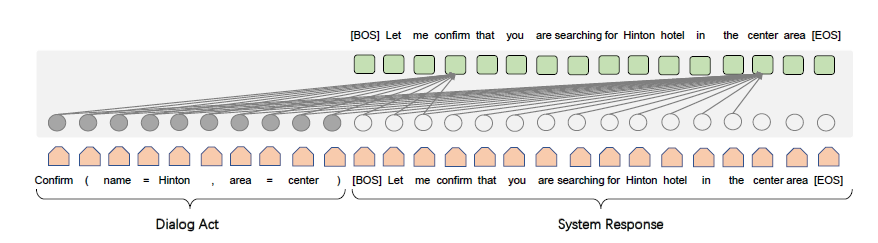 [BOS] Let me confirm that you are searching for Hinton hotel in the center area [EOS]
Confirm ( name = Hinton , area = center ) [BOS] Let me confirm that you are searching for Hinton hotel in the center area [EOS]
Dialog Act System Response